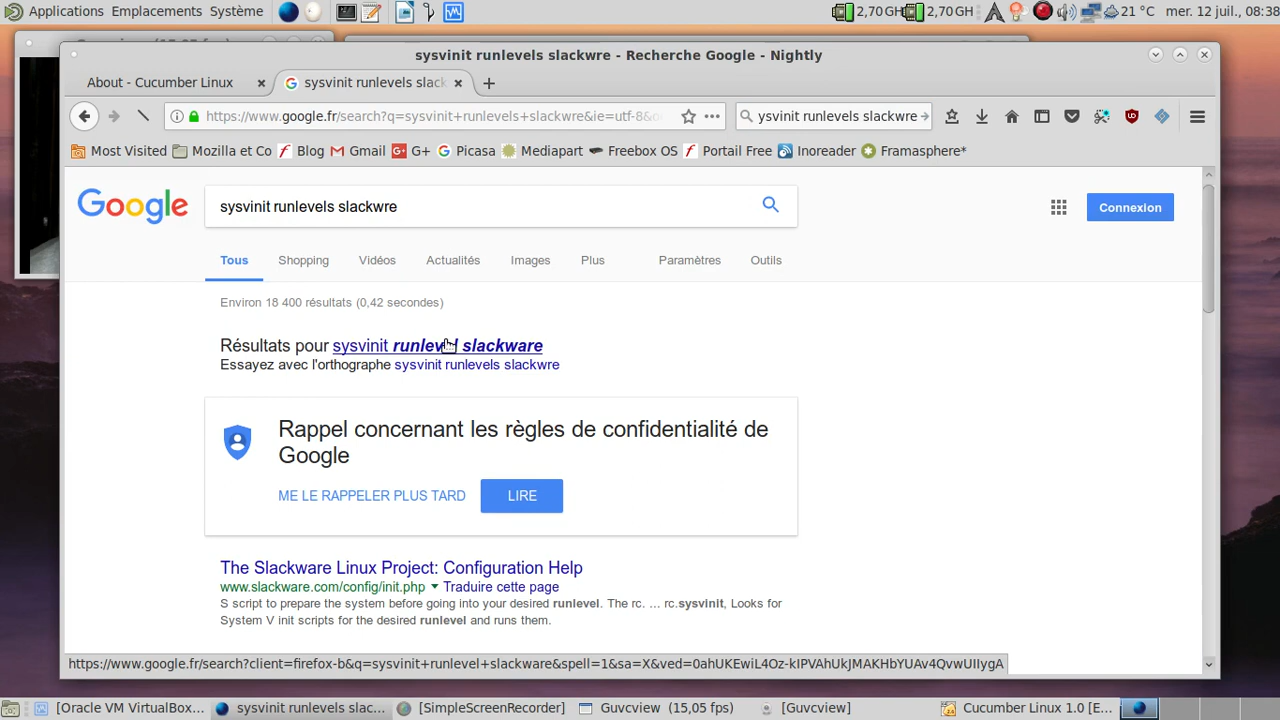 Applications Emplacements Système 2,70 GH 2,70 GH 21 °C mer. 12 juil., 08:38
sysvinit runlevels slackwre - Recherche Google - Nightly
About - Cucumber Linux sysvinit runlevels slack
https://www.google.fr/search?q=sysvinit+runlevels+slackwre&ie=utf-8& ysvinit runlevels slackwre
Most Visited Mozilla et Co Blog Gmail G+ Picasa Mediapart Freebox OS Portail Free Inoreader Framasphere*
Google sysvinit runlevels slackwre Connexion
Tous Shopping Vidéos Actualités Images Plus Paramètres Outils
Environ 18 400 résultats (0,42 secondes)
Résultats pour sysvinit runlevel slackware
Essayez avec l'orthographe sysvinit runlevels slackwre
Rappel concernant les règles de confidentialité de
Google
ME LE RAPPELER PLUS TARD LIRE
The Slackware Linux Project: Configuration Help
www.slackware.com/config/init.php Traduire cette page
S script to prepare the system before going into your desired runlevel. The rc. ... rc.sysvinit, Looks for
System V init scripts for the desired runlevel and runs them.
https://www.google.fr/search?client=firefox-b&q=sysvinit+runlevel+slackware&spell=1&sa=X&ved=0ahUKEwiL4Oz-kIPVAhUkJMAKHbYUAv4QvwUIIygA
[Oracle VM VirtualBox... sysvinit runlevels slac... [SimpleScreenRecorder] Guvcview (15,05 fps) [Guvcview] Cucumber Linux 1.0 [E...